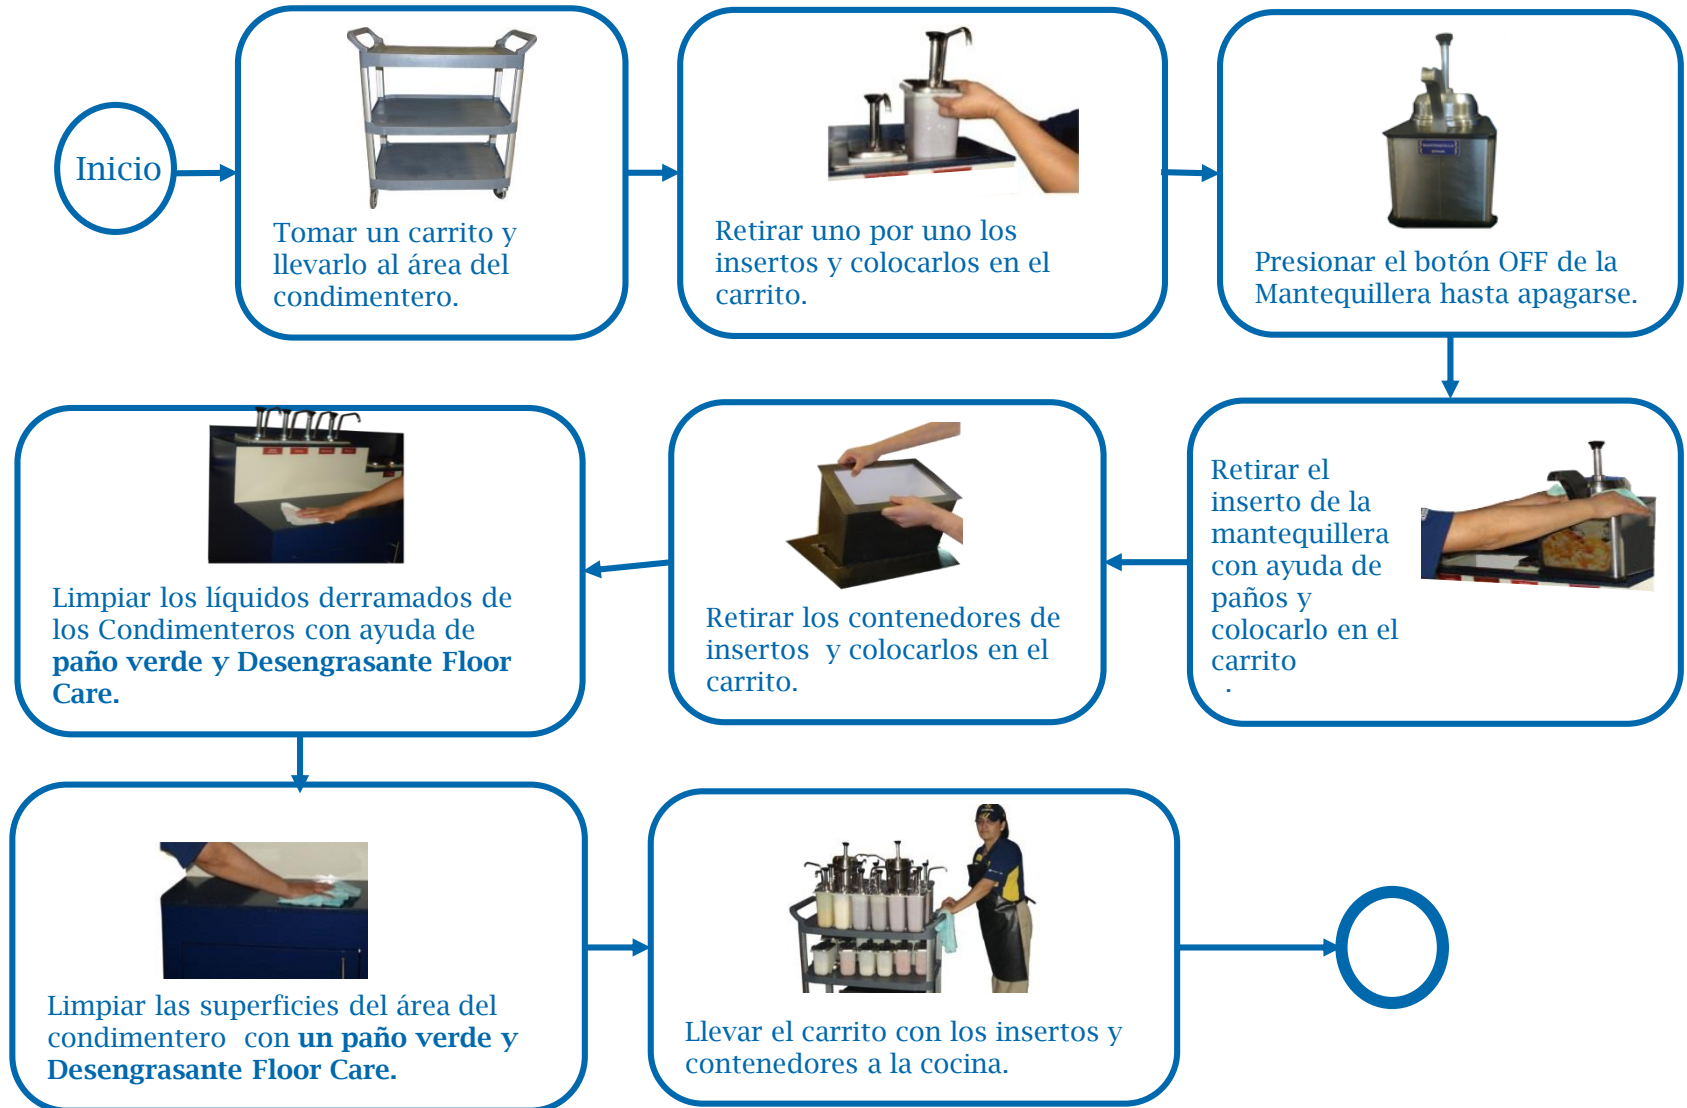 Inicio
Tomar un carrito y
llevarlo al área del
condimentero.
Retirar uno por uno los
insertos y colocarlos en el
carrito.
Presionar el botón OFF de la
Mantequillera hasta apagarse.
Retirar el
inserto de la
mantequillera
con ayuda de
paños y
colocarlo en el
carrito
.
Retirar los contenedores de
insertos y colocarlos en el
carrito.
Limpiar los líquidos derramados de
los Condimenteros con ayuda de
paño verde y Desengrasante Floor
Care.
Limpiar las superficies del área del
condimentero con un paño verde y
Desengrasante Floor Care.
Llevar el carrito con los insertos y
contenedores a la cocina.